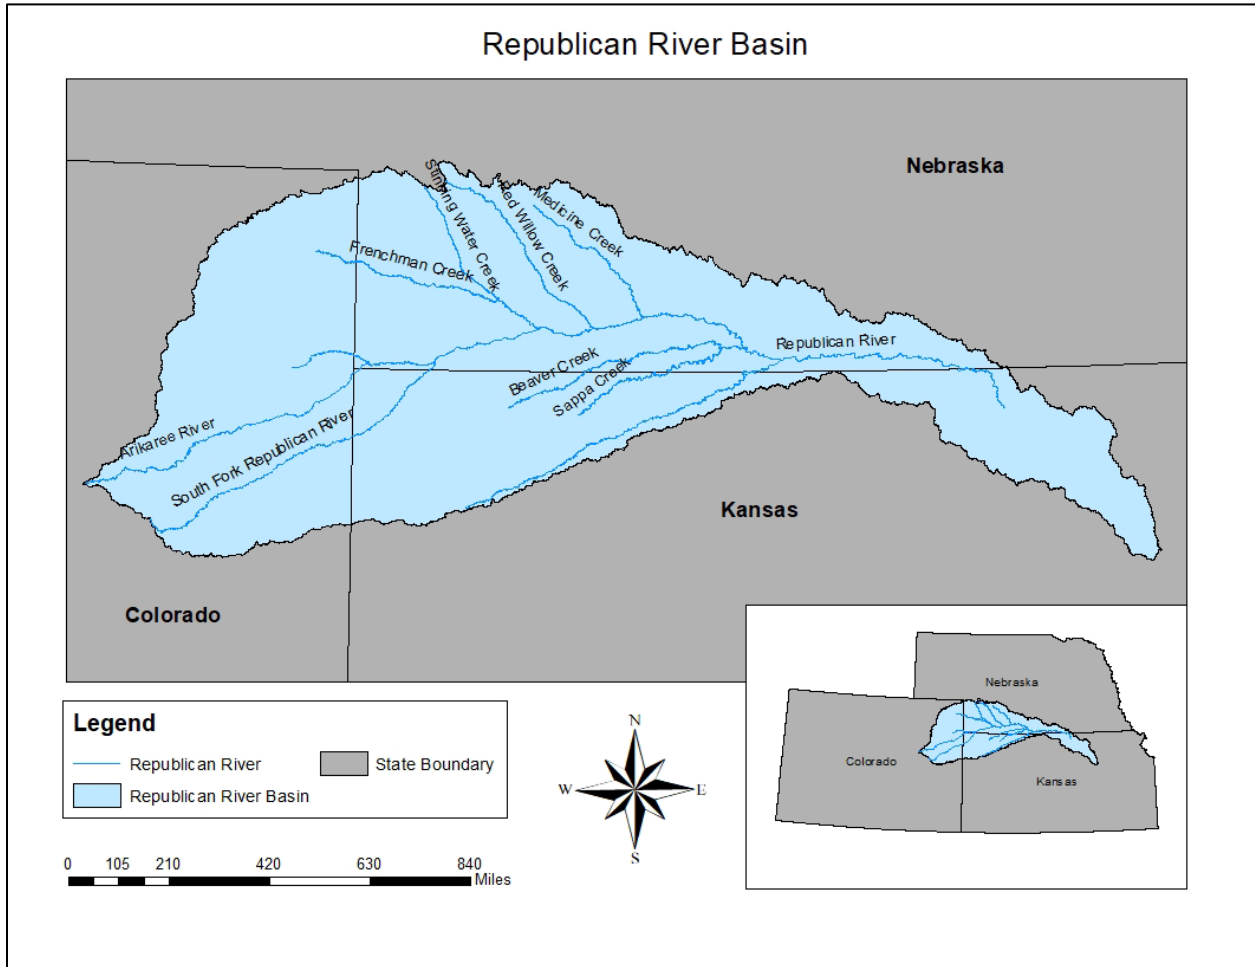 Republican River Basin
Nebraska
Stinking Water Creek
Red Willow Creek
Medicine Creek
Frenchman Creek
Republican River
Beaver Creek
Sappa Creek
Arikaree River
South Fork Republican River
Kansas
Colorado
Nebraska
Colorado
Kansas
Legend
Republican River
State Boundary
Republican River Basin
N
W E
S
0 105 210 420 630 840
Miles